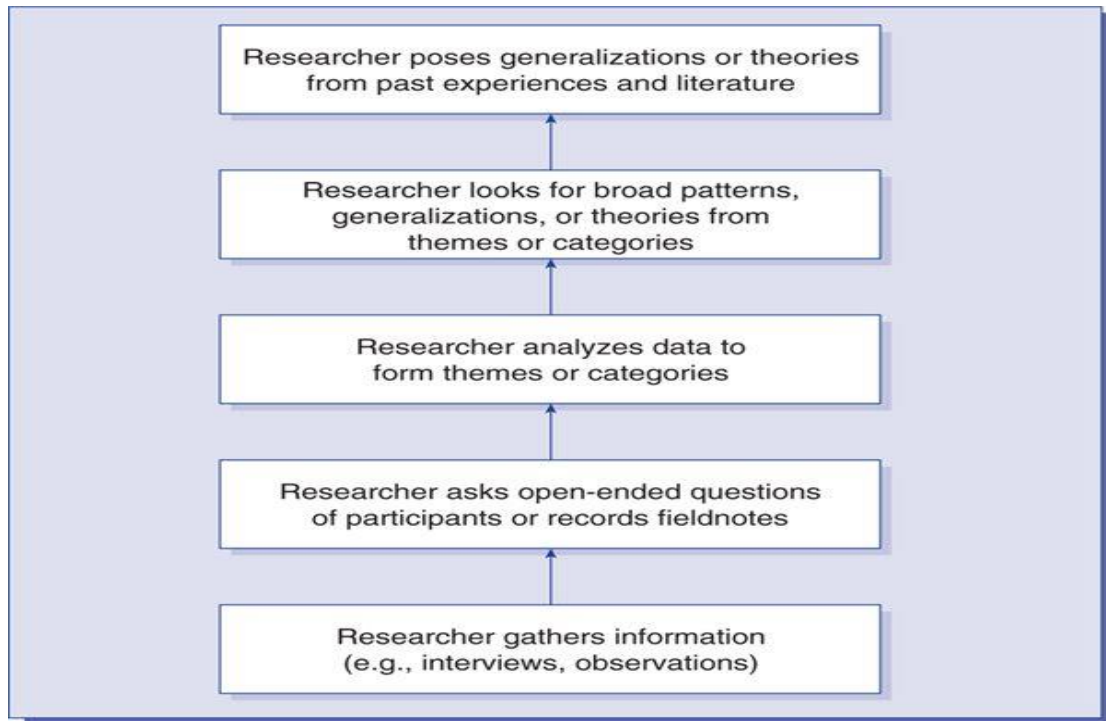 Researcher poses generalizations or theories
from past experiences and literature
Researcher looks for broad patterns,
generalizations, or theories from
themes or categories
Researcher analyzes data to
form themes or categories
Researcher asks open-ended questions
of participants or records fieldnotes
Researcher gathers information
(e.g., interviews, observations)